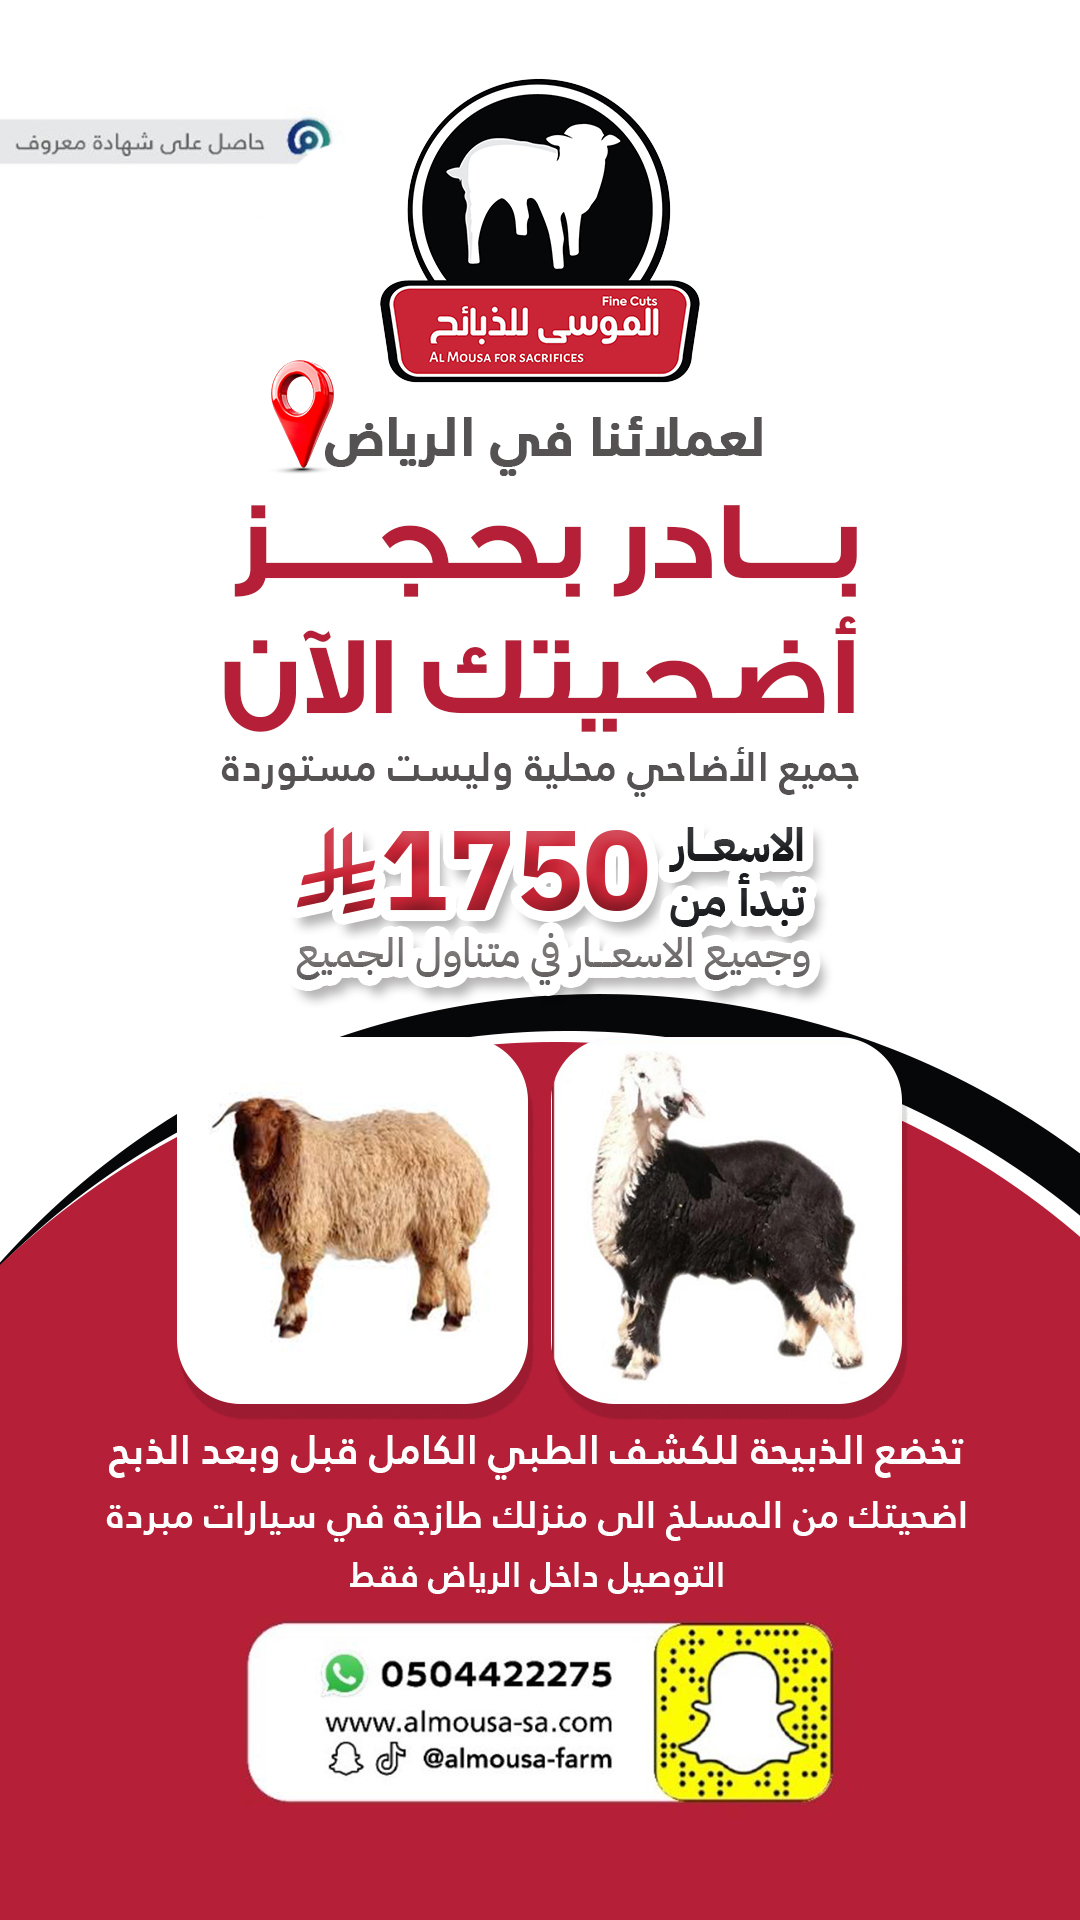 حاصل على شهادة معروف
Fine Cuts
الموسى للذبائح
AL MOUSA FOR SACRIFICES
لعملائنا في الرياض
بـادر بحجـز
أضحيتك الآن
جميع الأضاحي محلية وليست مستوردة
الاسعـار
تبدأ من
1750
وجميع الاسعـار في متناول الجميع
تخضع الذبيحة للكشف الطبي الكامل قبل وبعد الذبح
اضحيتك من المسلخ الى منزلك طازجة في سيارات مبردة
التوصيل داخل الرياض فقط
0504422275
www.almousa-sa.com
@almousa-farm